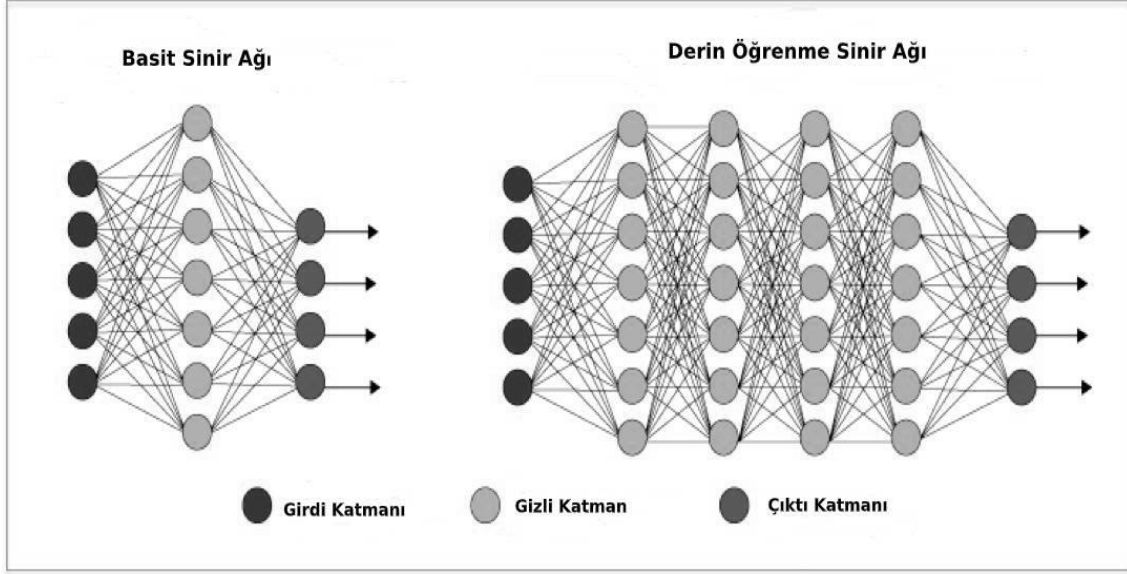 Basit Sinir Ağı
Derin Öğrenme Sinir Ağı
Girdi Katmanı
Gizli Katman
Çıktı Katmanı